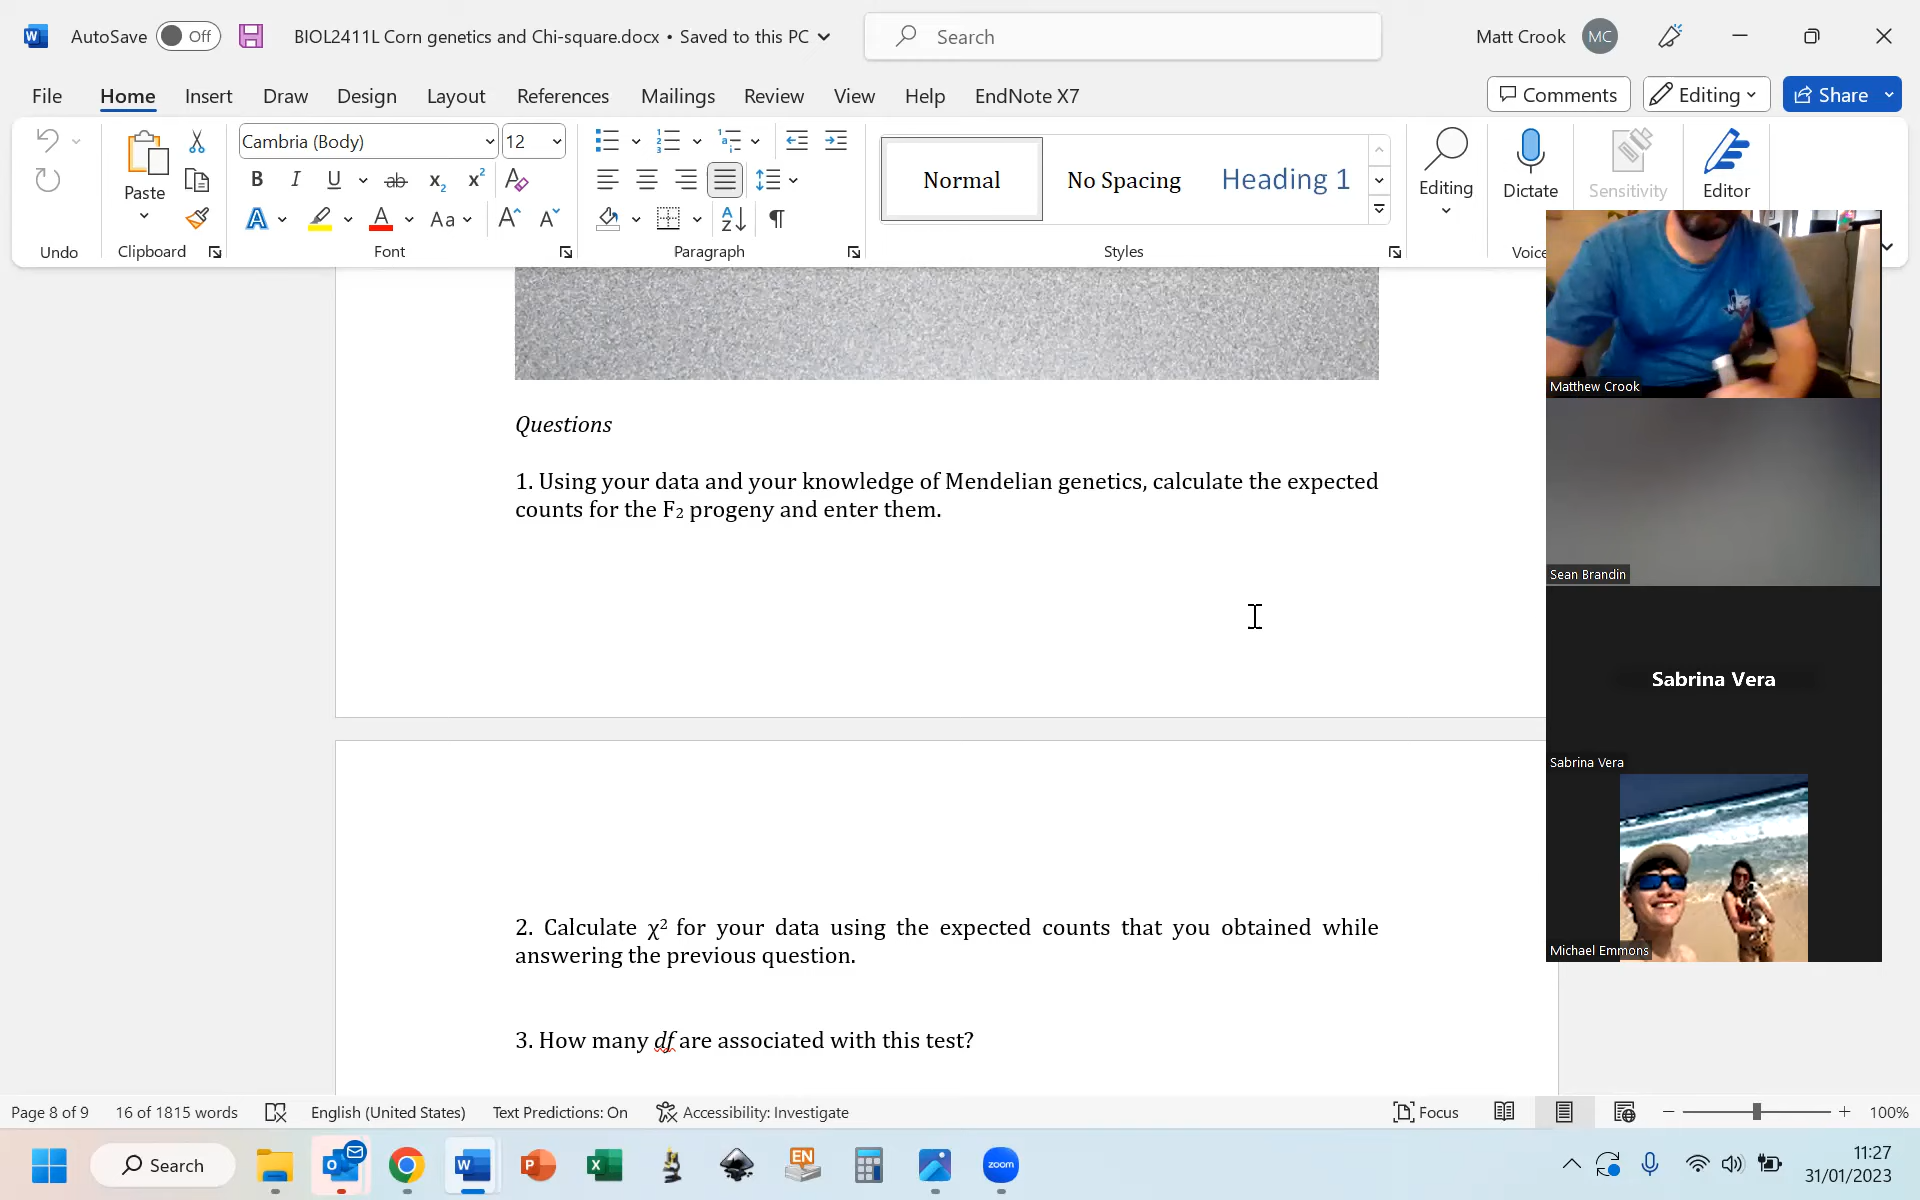 AutoSave Off BIOL2411L Corn genetics and Chi-square.docx • Saved to this PC Search Matt Crook MC
File Home Insert Draw Design Layout References Mailings Review View Help EndNote X7 Comments Editing Share
Cambria (Body) 12
Paste
Normal No Spacing Heading 1
Editing Dictate Sensitivity Editor
Undo Clipboard Font Paragraph Styles Voice
Matthew Crook
Questions
1. Using your data and your knowledge of Mendelian genetics, calculate the expected
counts for the F₂ progeny and enter them.
Sean Brandin
Sabrina Vera
Sabrina Vera
2. Calculate χ² for your data using the expected counts that you obtained while
answering the previous question.
Michael Emmons
3. How many df are associated with this test?
Page 8 of 9 16 of 1815 words English (United States) Text Predictions: On Accessibility: Investigate Focus 100%
Search EN zoom 11:27
31/01/2023